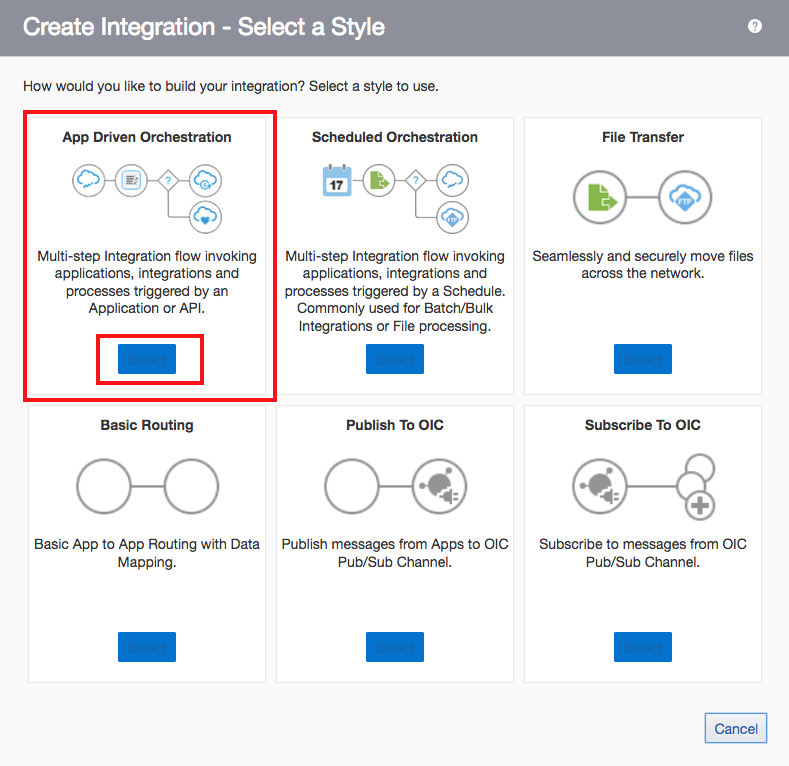 Create Integration - Select a Style
?
How would you like to build your integration? Select a style to use.
App Driven Orchestration
?
Multi-step Integration flow invoking
applications, integrations and
processes triggered by an
Application or API.
Select
Scheduled Orchestration
17
?
FTP
Multi-step Integration flow invoking
applications, integrations and
processes triggered by a Schedule.
Commonly used for Batch/Bulk
Integrations or File processing.
Select
File Transfer
FTP
Seamlessly and securely move files
across the network.
Select
Basic Routing
Basic App to App Routing with Data
Mapping.
Select
Publish To OIC
Publish messages from Apps to OIC
Pub/Sub Channel.
Select
Subscribe To OIC
Subscribe to messages from OIC
Pub/Sub Channel.
Select
Cancel